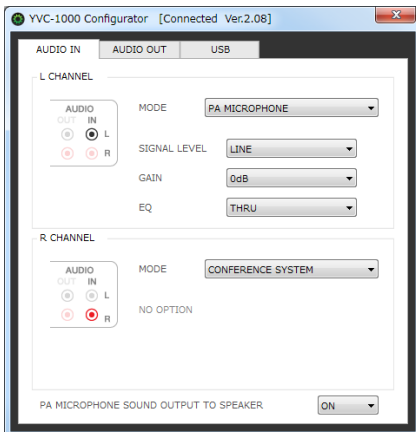 YVC-1000 Configurator [Connected Ver.2.08]
AUDIO IN AUDIO OUT USB
L CHANNEL
AUDIO
OUT IN
L
R
MODE PA MICROPHONE
SIGNAL LEVEL LINE
GAIN 0dB
EQ THRU
R CHANNEL
AUDIO
OUT IN
L
R
MODE CONFERENCE SYSTEM
NO OPTION
PA MICROPHONE SOUND OUTPUT TO SPEAKER ON